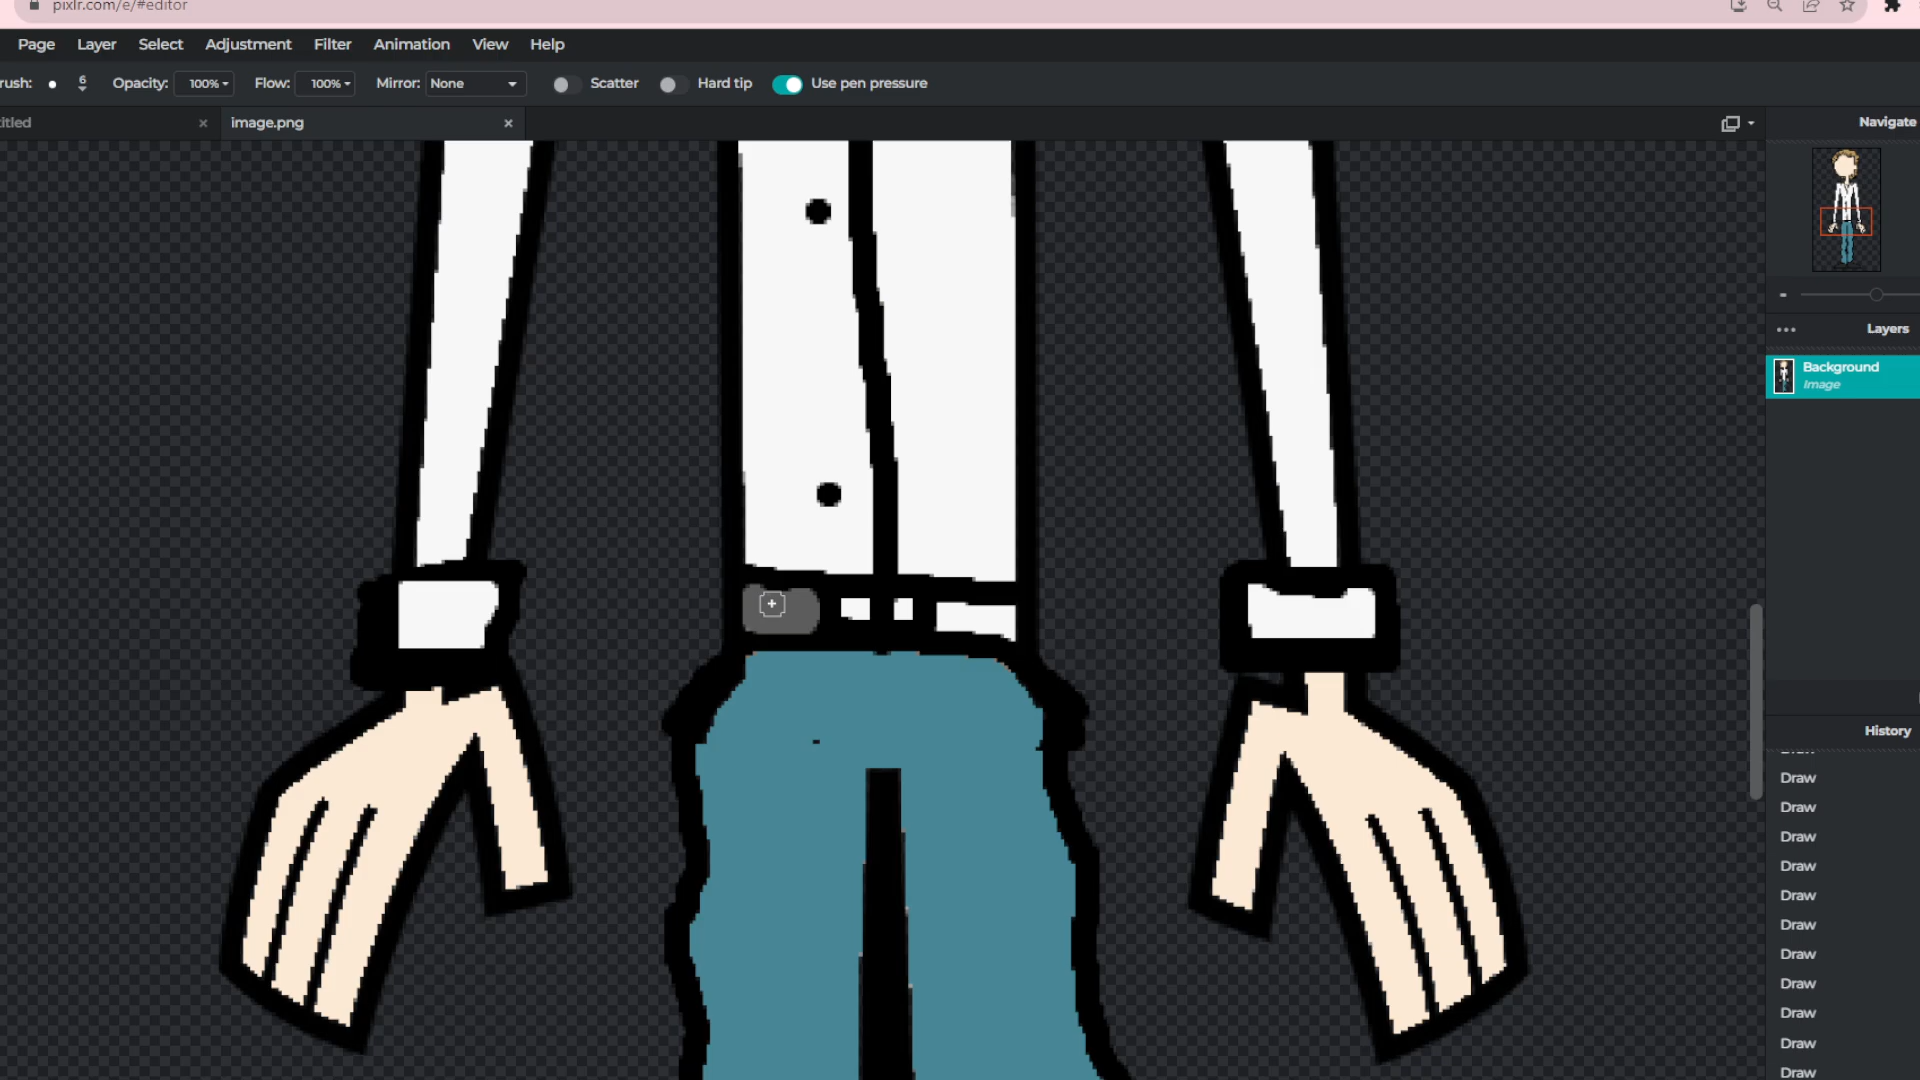 pixlr.com/e/#editor
Page Layer Select Adjustment Filter Animation View Help
rush: 6 Opacity: 100% Flow: 100% Mirror: None Scatter Hard tip Use pen pressure
itled × image.png ×
Navigate
Layers
Background
Image
History
Draw
Draw
Draw
Draw
Draw
Draw
Draw
Draw
Draw
Draw
Draw
Draw